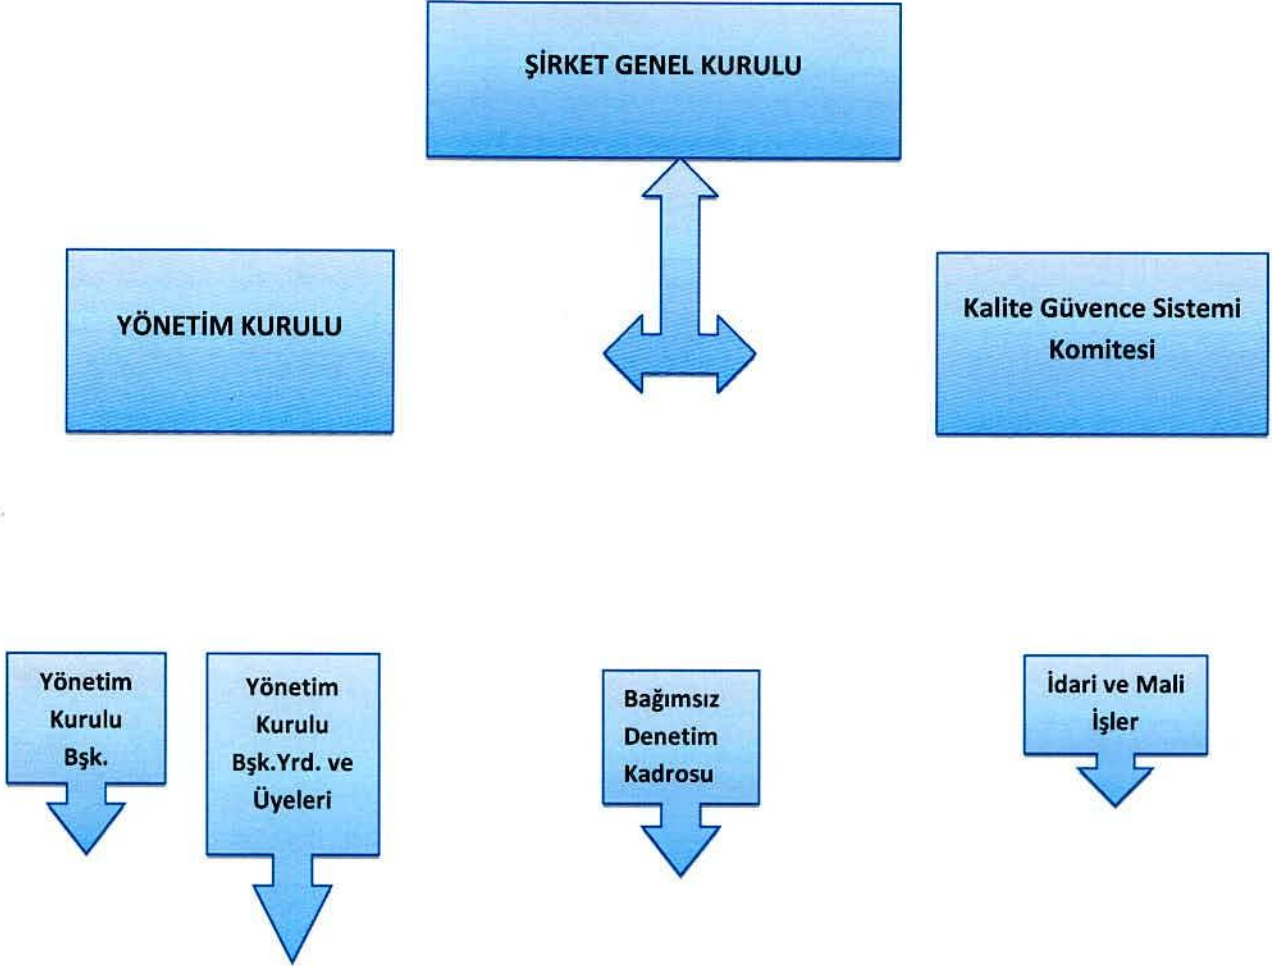 ŞİRKET GENEL KURULU
YÖNETİM KURULU
Kalite Güvence Sistemi
Komitesi
Yönetim
Kurulu
Bşk.
Yönetim
Kurulu
Bşk.Yrd. ve
Üyeleri
Bağımsız
Denetim
Kadrosu
İdari ve Mali
İşler